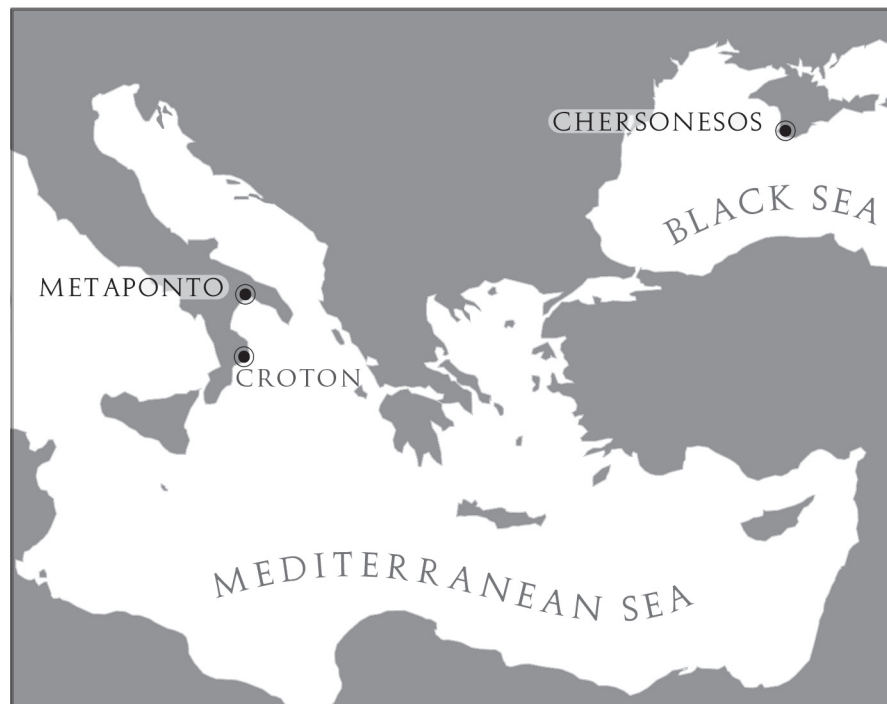 CHERSONESOS
BLACK SEA
METAPONTO
CROTON
MEDITERRANEAN SEA